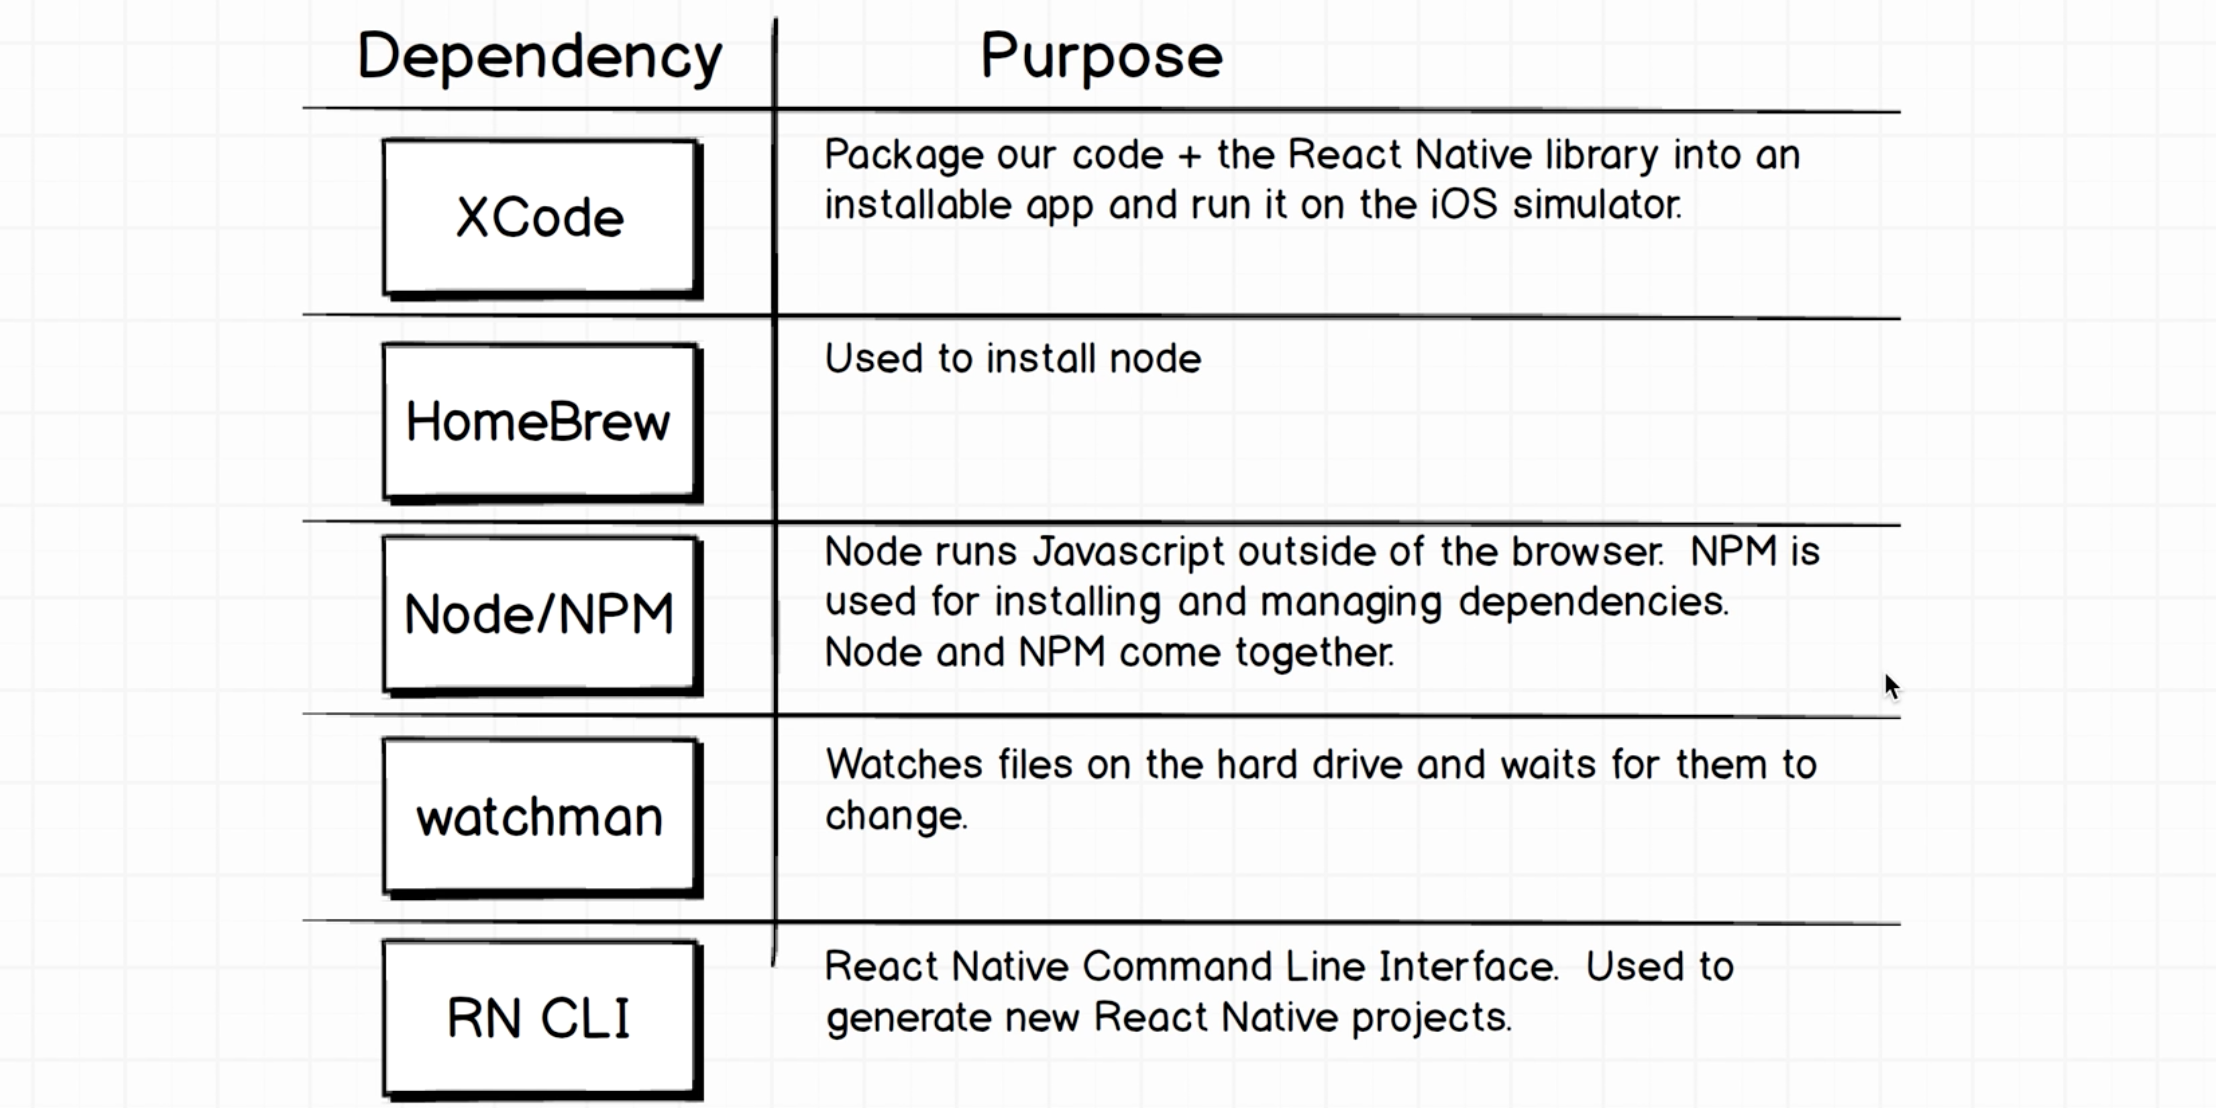 Dependency
Purpose
XCode
Package our code + the React Native library into an
installable app and run it on the iOS simulator.
HomeBrew
Used to install node
Node/NPM
Node runs Javascript outside of the browser.  NPM is
used for installing and managing dependencies.
Node and NPM come together.
watchman
Watches files on the hard drive and waits for them to
change.
RN CLI
React Native Command Line Interface.  Used to
generate new React Native projects.